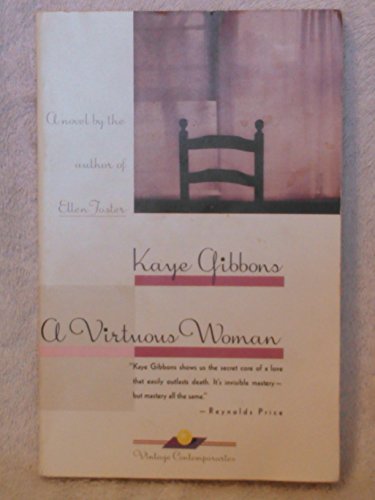 A novel by the
author of
Ellen Foster
Kaye Gibbons
A Virtuous Woman
"Kaye Gibbons shows us the secret core of a love
that easily outlasts death. It's invisible mastery—
but mastery all the same."
— Reynolds Price
Vintage Contemporaries